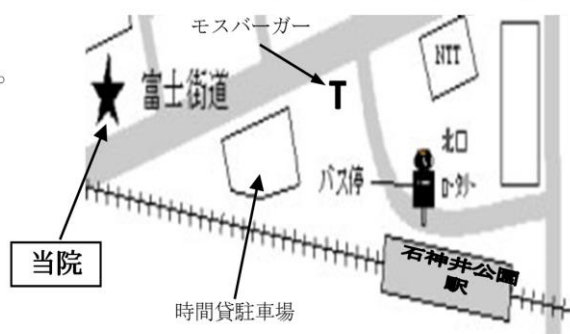 モスバーガー
。
富士街道
T
NTT
北口
バス停
ロータリー
当院
石神井公園
駅
時間貸駐車場